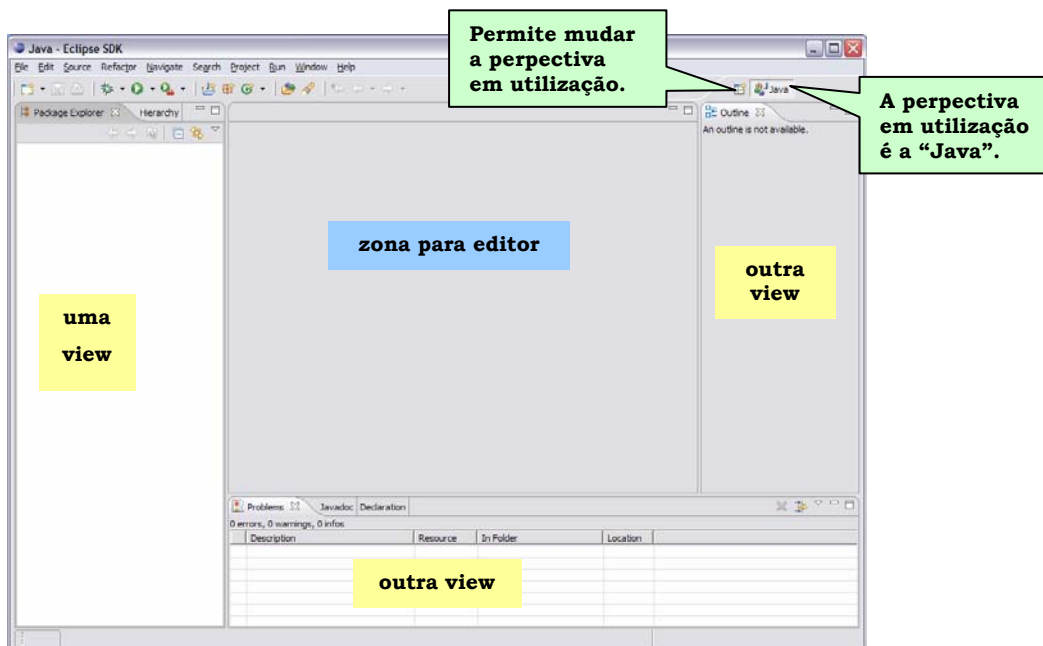 Permite mudar
a perpectiva
em utilização.
Java - Eclipse SDK
File Edit Source Refactor Navigate Search Project Run Window Help
Java
A perpectiva
em utilização
é a “Java”.
Package Explorer Hierarchy
Outline
An outline is not available.
zona para editor
outra
view
uma
view
Problems Javadoc Declaration
0 errors, 0 warnings, 0 infos
Description Resource In Folder Location
outra view